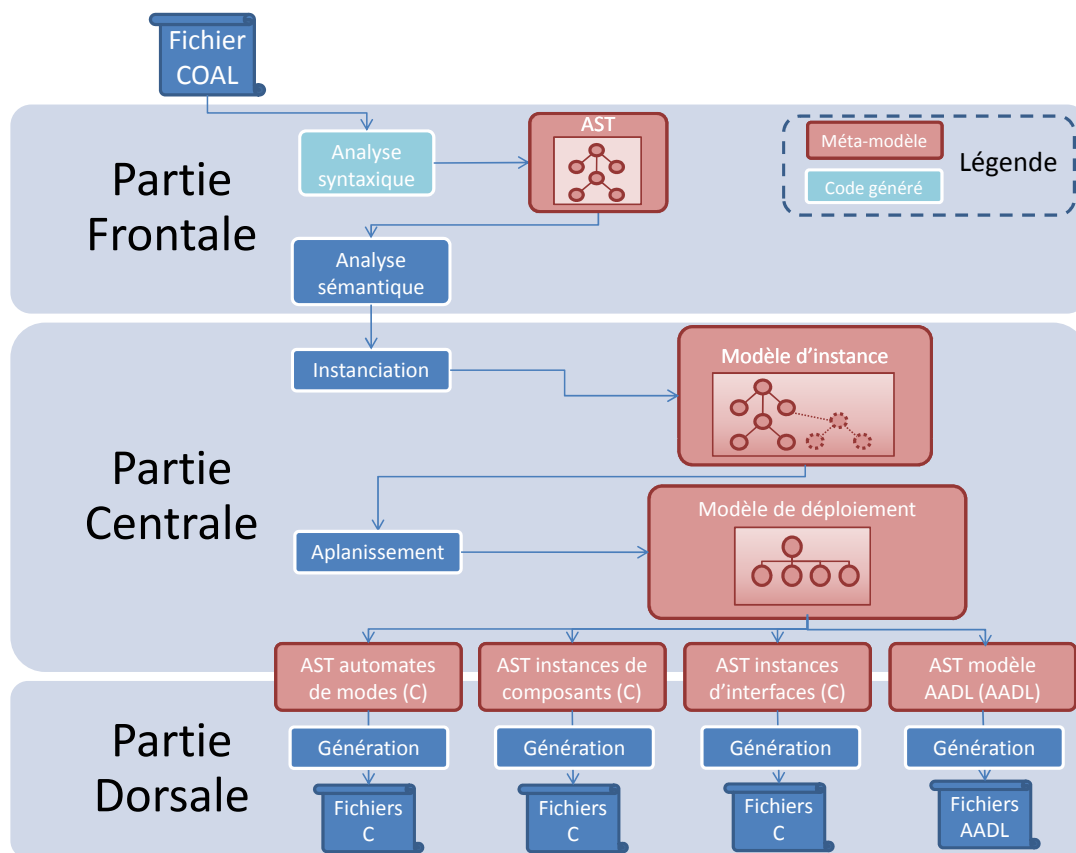 Fichier
COAL
Partie
Frontale
Analyse
syntaxique
AST
Méta-modèle
Code généré
Légende
Analyse
sémantique
Partie
Centrale
Instanciation
Modèle d'instance
Aplanissement
Modèle de déploiement
AST automates
de modes (C)
AST instances de
composants (C)
AST instances
d'interfaces (C)
AST modèle
AADL (AADL)
Partie
Dorsale
Génération
Génération
Génération
Génération
Fichiers
C
Fichiers
C
Fichiers
C
Fichiers
AADL